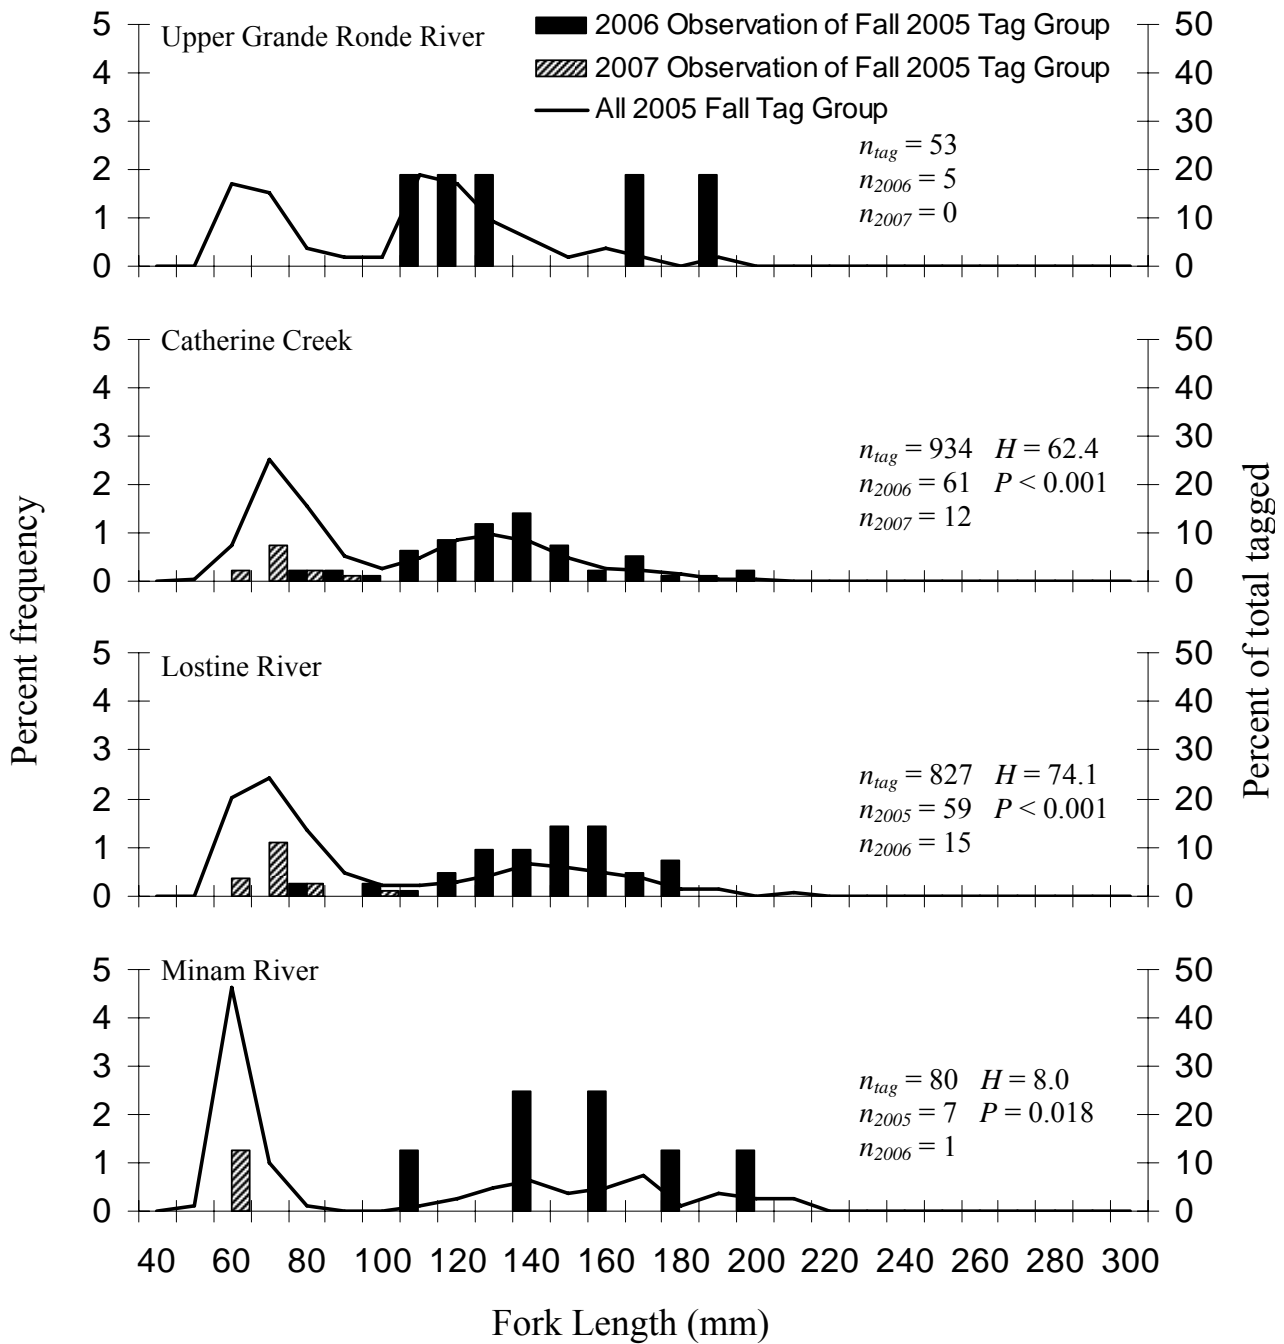 Upper Grande Ronde River
2006 Observation of Fall 2005 Tag Group
2007 Observation of Fall 2005 Tag Group
All 2005 Fall Tag Group
n_tag = 53
n_2006 = 5
n_2007 = 0
5
4
3
2
1
0
50
40
30
20
10
0
Catherine Creek
n_tag = 934 H = 62.4
n_2006 = 61 P < 0.001
n_2007 = 12
5
4
3
2
1
0
50
40
30
20
10
0
Percent frequency
Percent of total tagged
Lostine River
n_tag = 827 H = 74.1
n_2005 = 59 P < 0.001
n_2006 = 15
5
4
3
2
1
0
50
40
30
20
10
0
Minam River
n_tag = 80 H = 8.0
n_2005 = 7 P = 0.018
n_2006 = 1
5
4
3
2
1
0
50
40
30
20
10
0
40 60 80 100 120 140 160 180 200 220 240 260 280 300
Fork Length (mm)